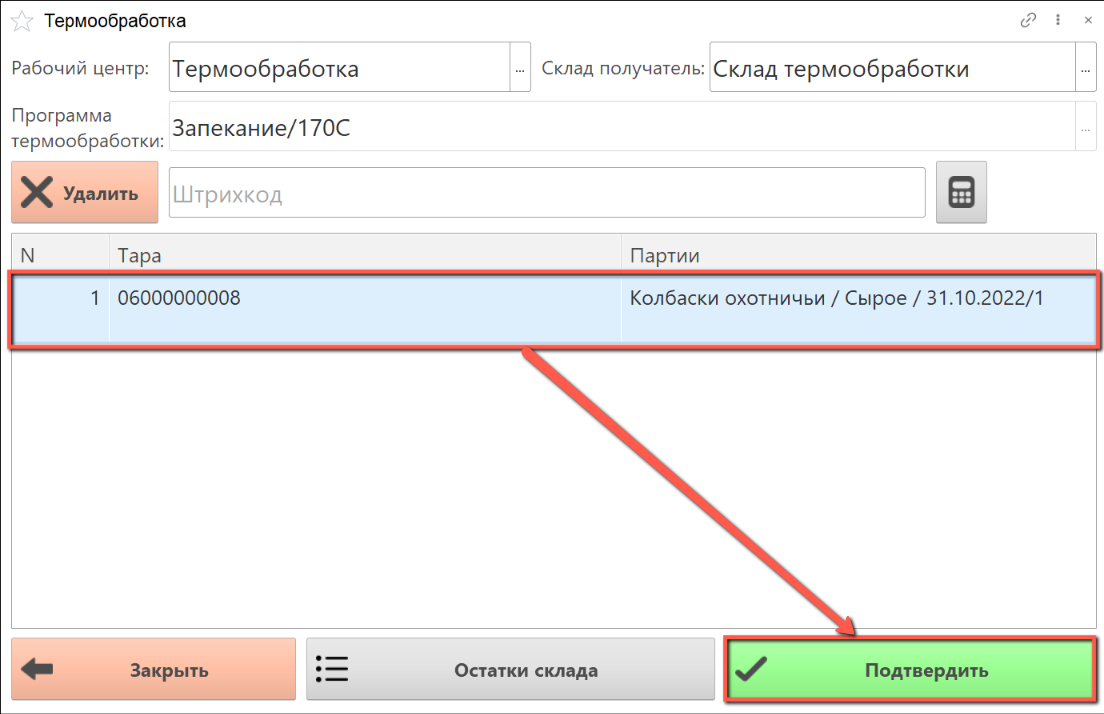 Термообработка
Рабочий центр: Термообработка ... Склад получатель: Склад термообработки ...
Программа
термообработки: Запекание/170С ...
Удалить Штрихкод
N Тара Партии
1 06000000008 Колбаски охотничьи / Сырое / 31.10.2022/1
Закрыть Остатки склада Подтвердить